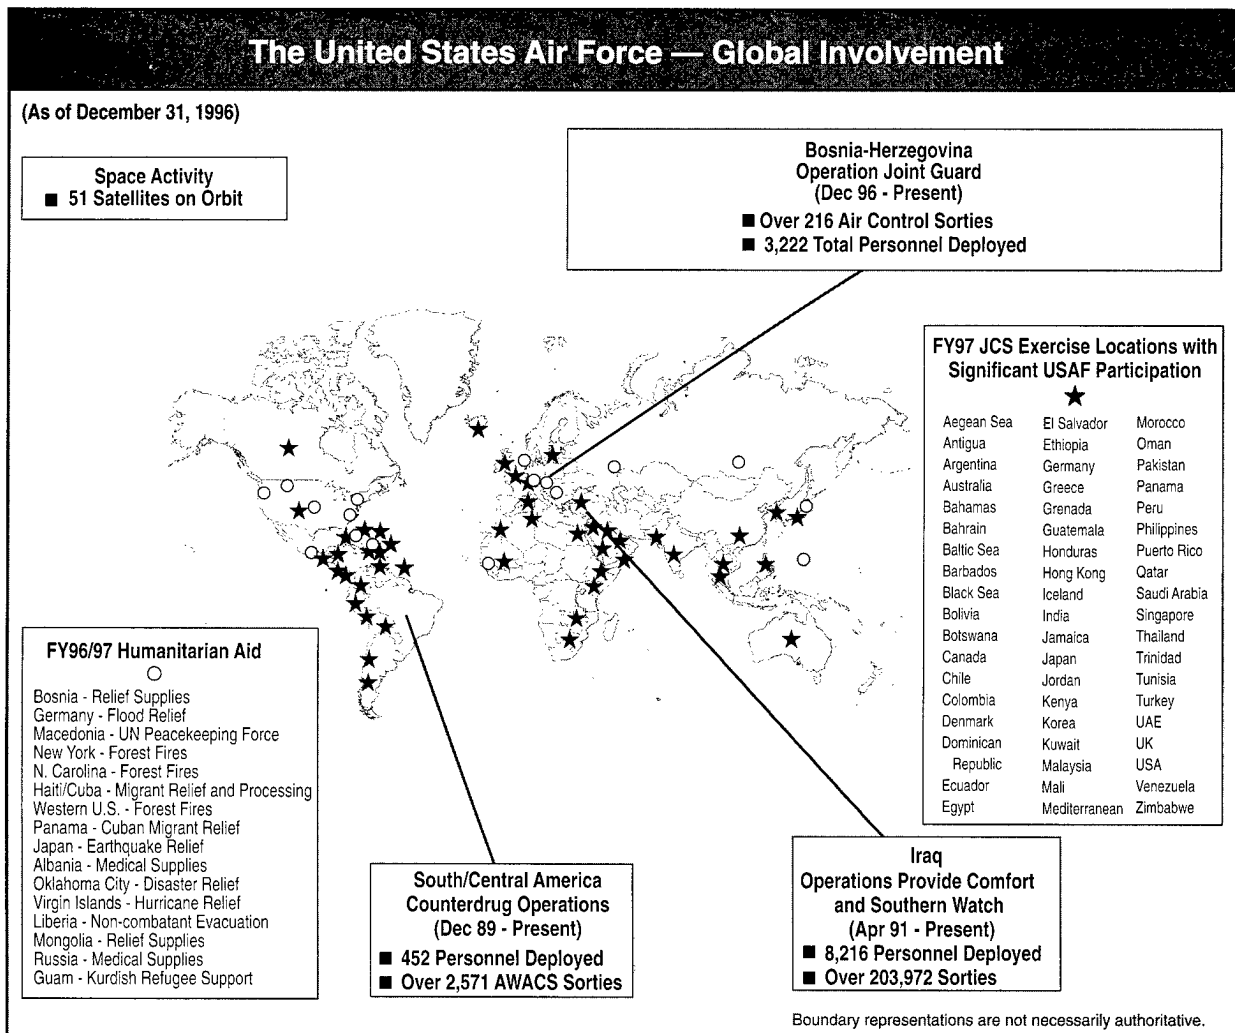 The United States Air Force — Global Involvement
(As of December 31, 1996)
Space Activity
■ 51 Satellites on Orbit
Bosnia-Herzegovina
Operation Joint Guard
(Dec 96 - Present)
■ Over 216 Air Control Sorties
■ 3,222 Total Personnel Deployed
FY97 JCS Exercise Locations with
Significant USAF Participation
Aegean Sea
Antigua
Argentina
Australia
Bahamas
Bahrain
Baltic Sea
Barbados
Black Sea
Bolivia
Botswana
Canada
Chile
Colombia
Denmark
Dominican
Republic
Ecuador
Egypt
El Salvador
Ethiopia
Germany
Greece
Grenada
Guatemala
Honduras
Hong Kong
Iceland
India
Jamaica
Japan
Jordan
Kenya
Korea
Kuwait
Malaysia
Mali
Mediterranean
Morocco
Oman
Pakistan
Panama
Peru
Philippines
Puerto Rico
Qatar
Saudi Arabia
Singapore
Thailand
Trinidad
Tunisia
Turkey
UAE
UK
USA
Venezuela
Zimbabwe
FY96/97 Humanitarian Aid
Bosnia - Relief Supplies
Germany - Flood Relief
Macedonia - UN Peacekeeping Force
New York - Forest Fires
N. Carolina - Forest Fires
Haiti/Cuba - Migrant Relief and Processing
Western U.S. - Forest Fires
Panama - Cuban Migrant Relief
Japan - Earthquake Relief
Albania - Medical Supplies
Oklahoma City - Disaster Relief
Virgin Islands - Hurricane Relief
Liberia - Non-combatant Evacuation
Mongolia - Relief Supplies
Russia - Medical Supplies
Guam - Kurdish Refugee Support
South/Central America
Counterdrug Operations
(Dec 89 - Present)
■ 452 Personnel Deployed
■ Over 2,571 AWACS Sorties
Iraq
Operations Provide Comfort
and Southern Watch
(Apr 91 - Present)
■ 8,216 Personnel Deployed
■ Over 203,972 Sorties
Boundary representations are not necessarily authoritative.